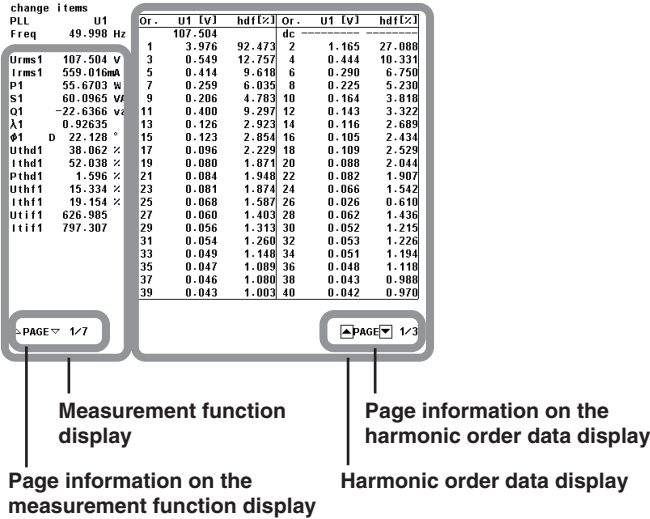 change items
PLL U1
Freq 49.998 Hz
Urms1 107.504 V
Irms1 559.016mA
P1 55.6703 W
S1 60.0965 VA
Q1 -22.6366 va
λ1 0.92635
φ1 D 22.128 °
Uthd1 38.062 %
Ithd1 52.038 %
Pthd1 1.596 %
Uthf1 15.334 %
Ithf1 19.154 %
Utif1 626.985
Itif1 797.307
△PAGE▽ 1/7
Or. U1 [V] hdf[%] Or. U1 [V] hdf[%]
107.504 dc -------- --------
1 3.976 92.473 2 1.165 27.088
3 0.549 12.757 4 0.444 10.331
5 0.414 9.618 6 0.290 6.750
7 0.259 6.035 8 0.225 5.230
9 0.206 4.783 10 0.164 3.818
11 0.400 9.297 12 0.143 3.322
13 0.126 2.923 14 0.116 2.689
15 0.123 2.854 16 0.105 2.434
17 0.096 2.229 18 0.109 2.529
19 0.080 1.871 20 0.088 2.044
21 0.084 1.948 22 0.082 1.907
23 0.081 1.874 24 0.066 1.542
25 0.068 1.587 26 0.026 0.610
27 0.060 1.403 28 0.062 1.436
29 0.056 1.313 30 0.052 1.215
31 0.054 1.260 32 0.053 1.226
33 0.049 1.148 34 0.051 1.194
35 0.047 1.089 36 0.048 1.118
37 0.046 1.080 38 0.043 0.988
39 0.043 1.003 40 0.042 0.970
▲PAGE▼ 1/3
Measurement function
display
Page information on the
harmonic order data display
Page information on the
measurement function display
Harmonic order data display